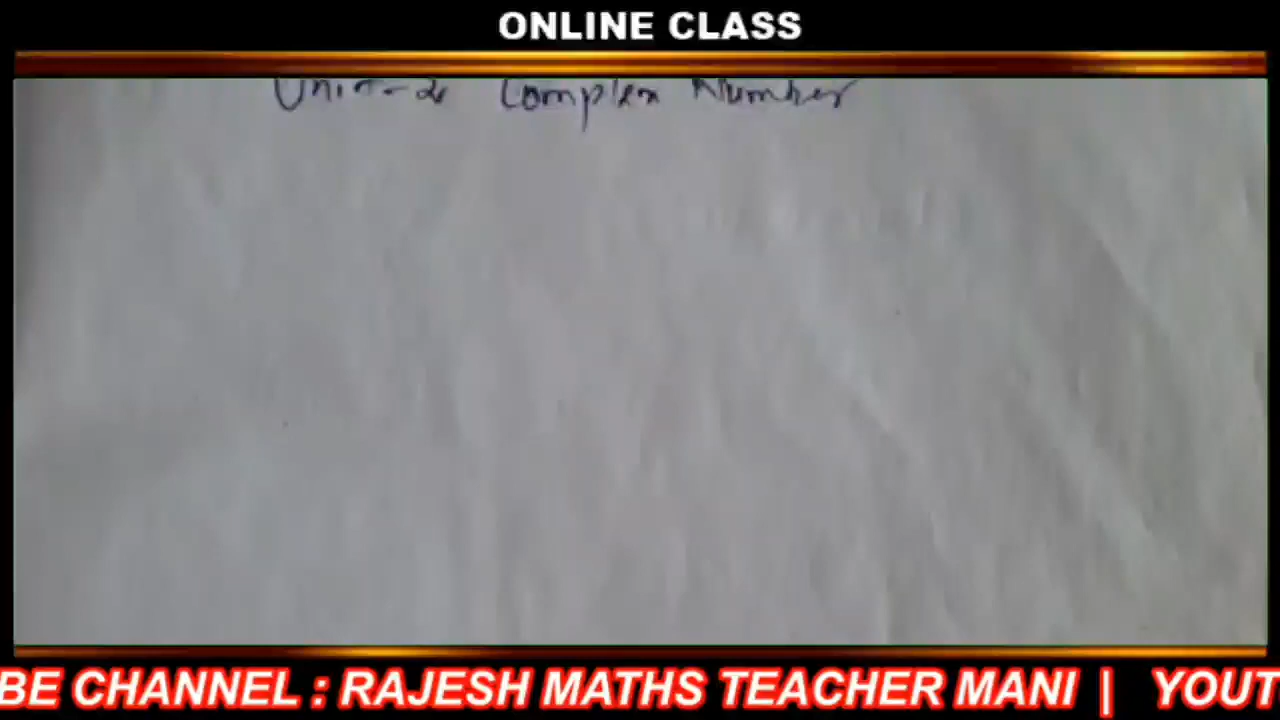 ONLINE CLASS
Unit-2 Complex Number
BE CHANNEL : RAJESH MATHS TEACHER MANI | YOUT